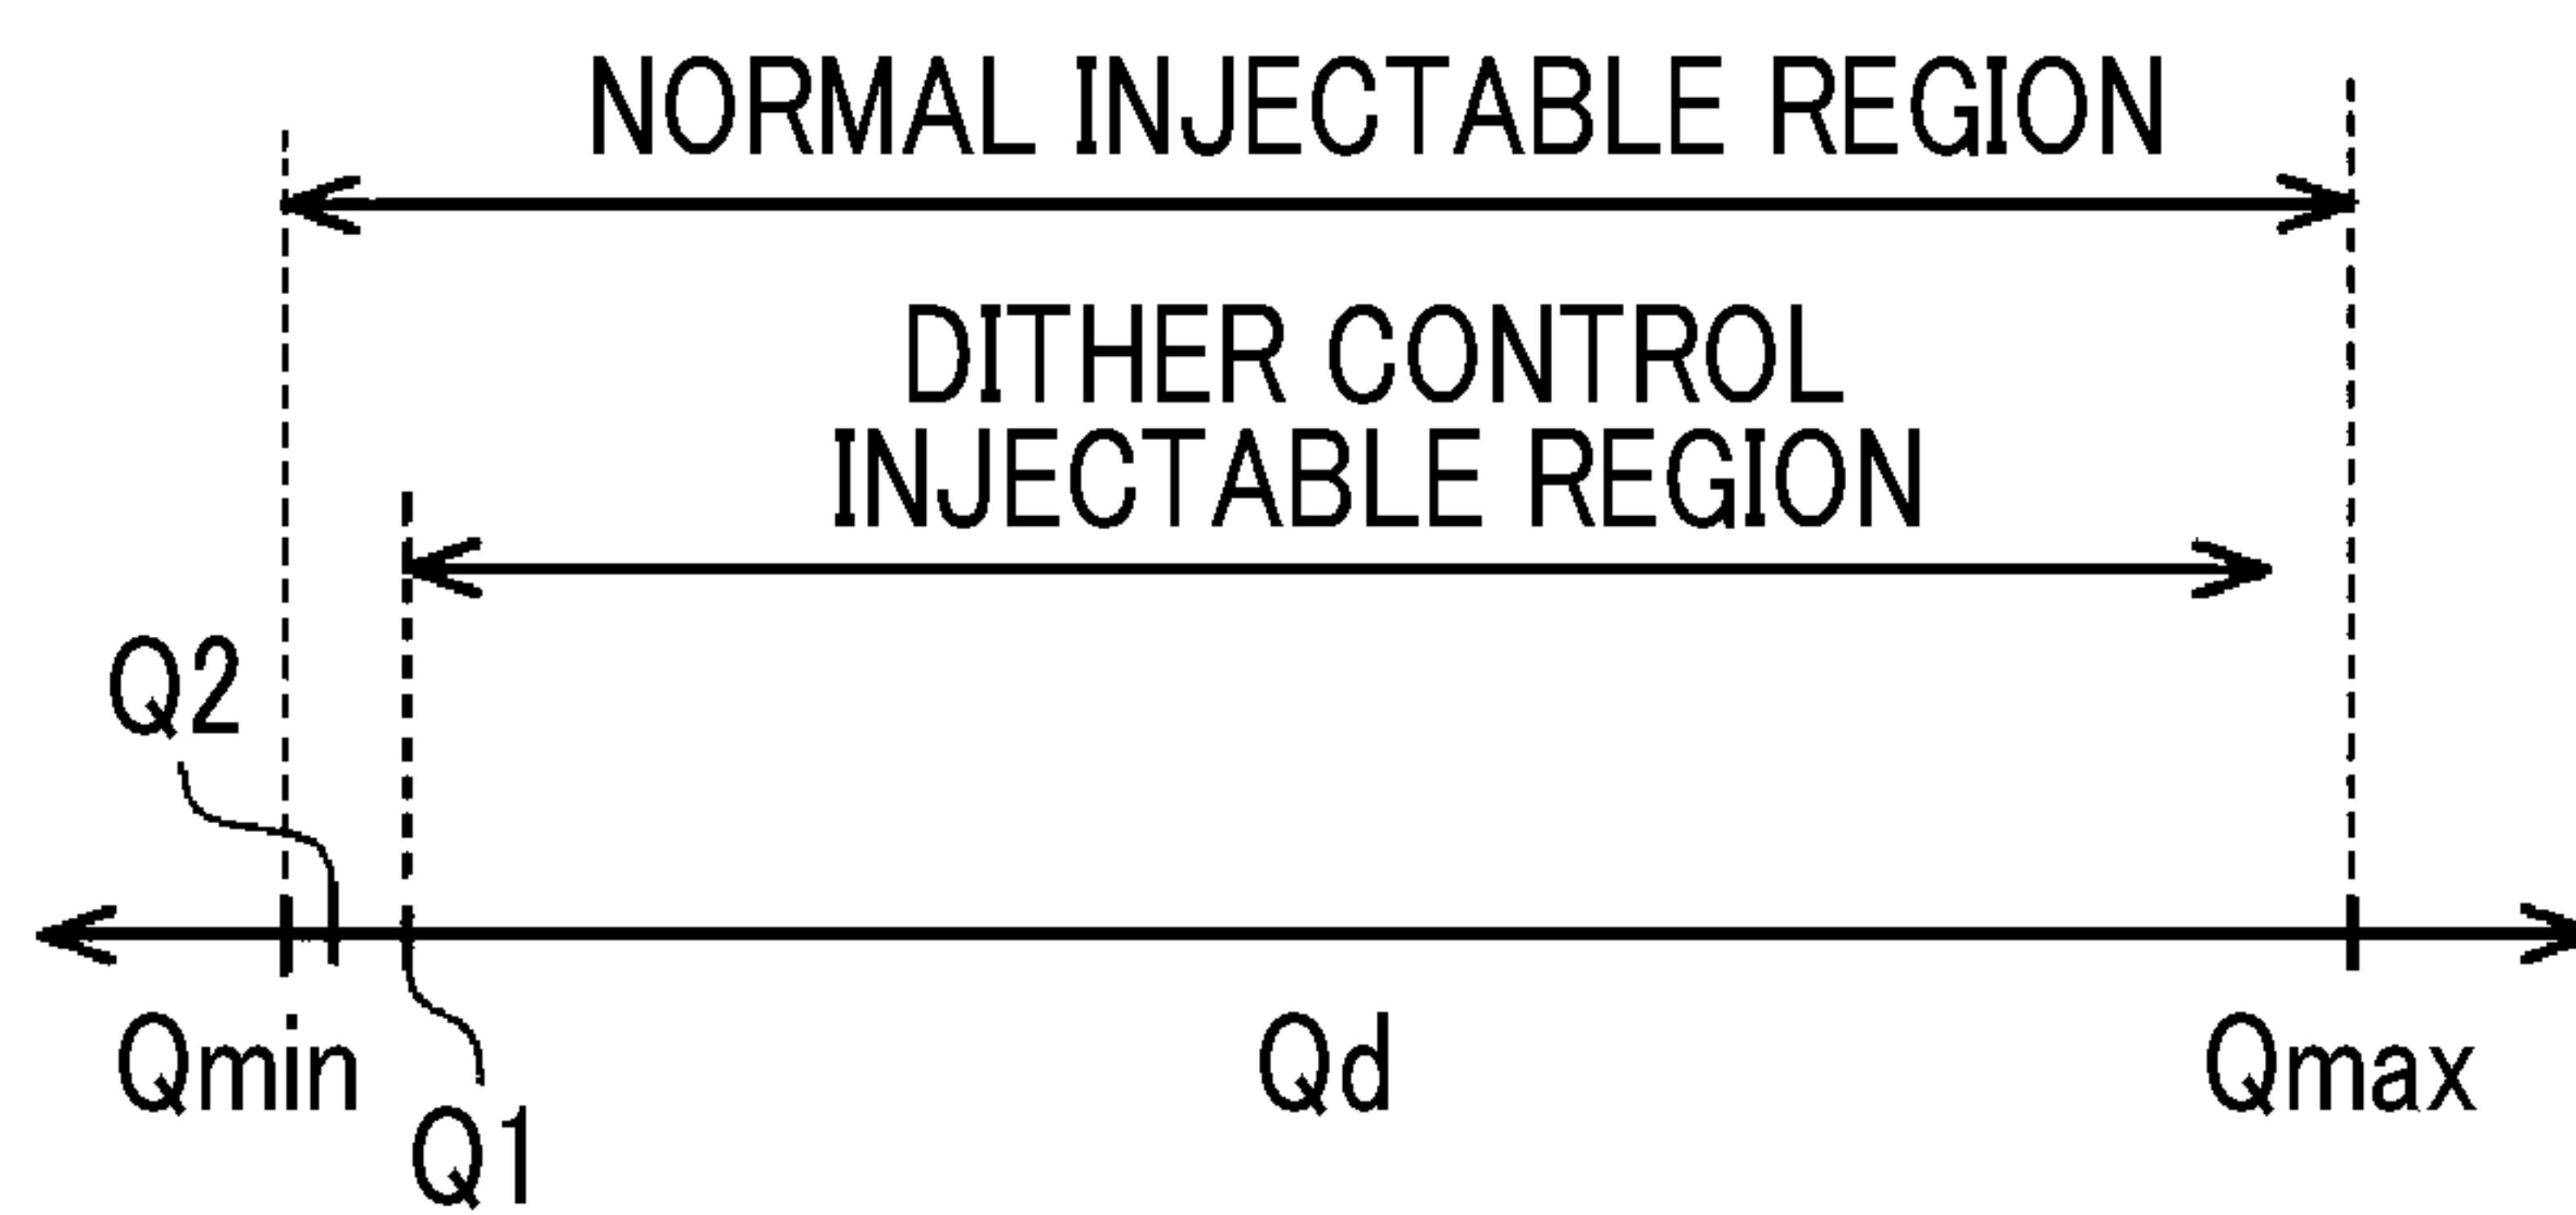 NORMAL INJECTABLE REGION
DITHER CONTROL
INJECTABLE REGION
Q2
Qmin
Qd
Qmax
Q1